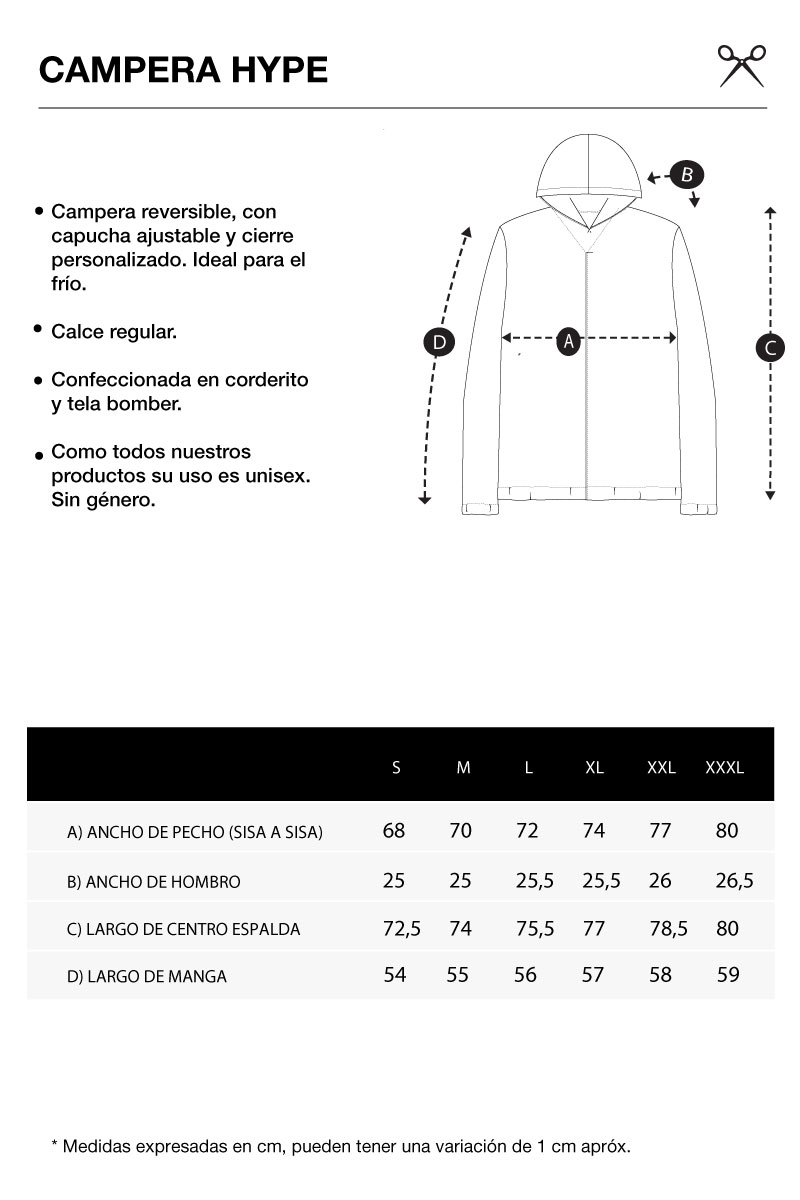 CAMPERA HYPE
• Campera reversible, con
capucha ajustable y cierre
personalizado. Ideal para el
frío.
• Calce regular.
• Confeccionada en corderito
y tela bomber.
• Como todos nuestros
productos su uso es unisex.
Sin género.
B
A
D
C
S M L XL XXL XXXL
A) ANCHO DE PECHO (SISA A SISA) 68 70 72 74 77 80
B) ANCHO DE HOMBRO 25 25 25,5 25,5 26 26,5
C) LARGO DE CENTRO ESPALDA 72,5 74 75,5 77 78,5 80
D) LARGO DE MANGA 54 55 56 57 58 59
* Medidas expresadas en cm, pueden tener una variación de 1 cm apróx.